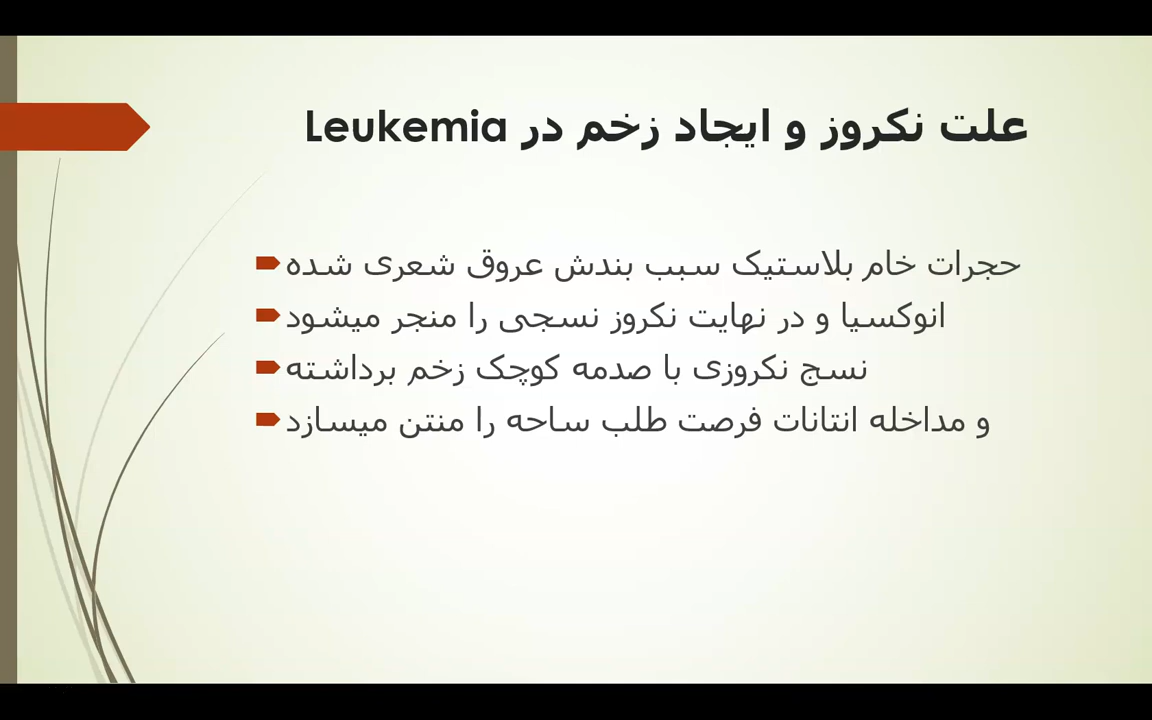 علت نکروز و ایجاد زخم در Leukemia
حجرات خام بلاستیک سبب بندش عروق شعری شده
انوکسیا و در نهایت نکروز نسجی را منجر میشود
نسج نکروزی با صدمه کوچک زخم برداشته
و مداخله انتانات فرصت طلب ساحه را منتن میسازد